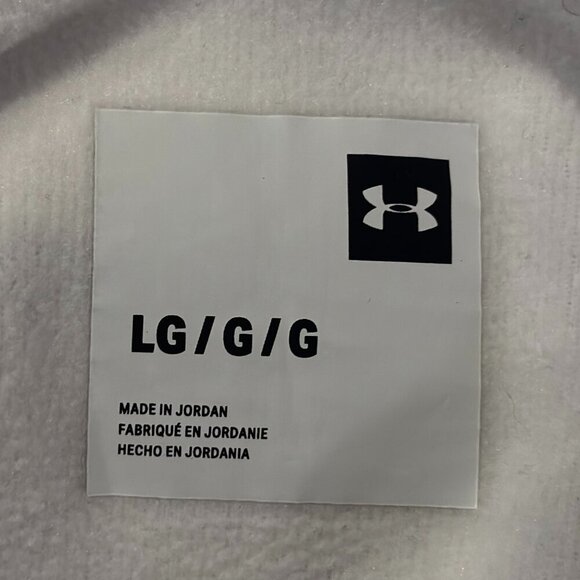 LG/G/G
MADE IN JORDAN
FABRIQUÉ EN JORDANIE
HECHO EN JORDANIA